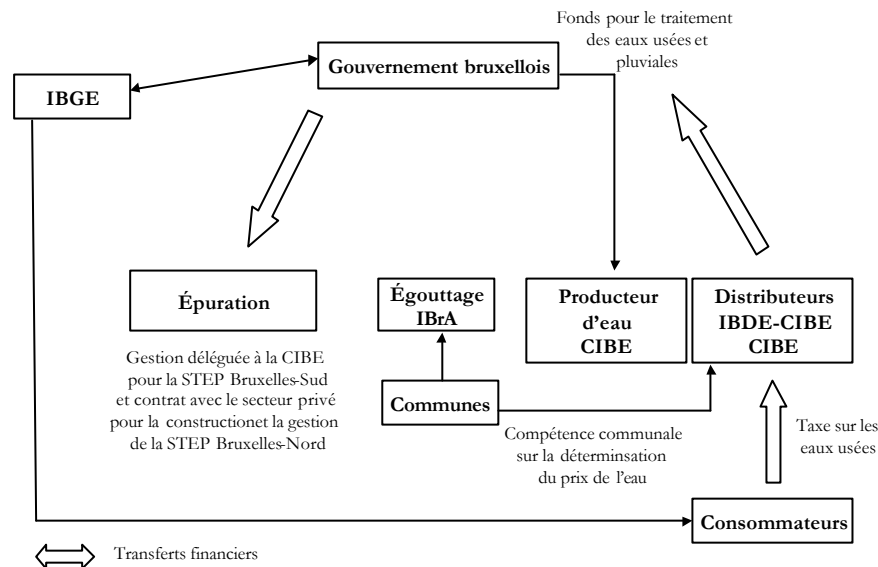 Fonds pour le traitement
des eaux usées et
pluviales
Gouvernement bruxellois
IBGE
Épuration
Égouttage
IBrA
Producteur
d'eau
CIBE
Distributeurs
IBDE-CIBE
CIBE
Gestion déléguée à la CIBE
pour la STEP Bruxelles-Sud
et contrat avec le secteur privé
pour la constructionet la gestion
de la STEP Bruxelles-Nord
Communes
Compétence communale
sur la déterminsation
du prix de l'eau
Taxe sur les
eaux usées
Consommateurs
Transferts financiers